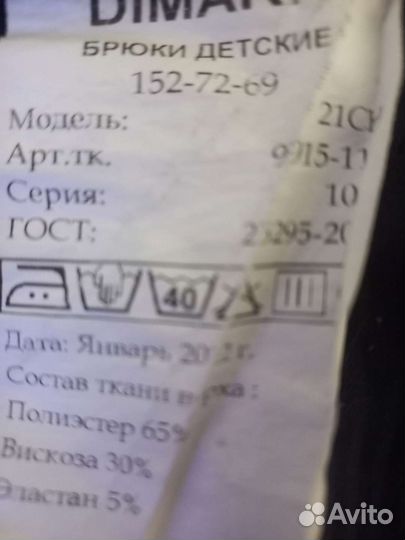 БРЮКИ ДЕТСКИЕ
152-72-69
Модель:
Арт.тк.
Серия: 10
ГОСТ:
40
Дата: Январь
Состав ткани
Полиэстер 65%
Вискоза 30%
Эластан 5%
Avito